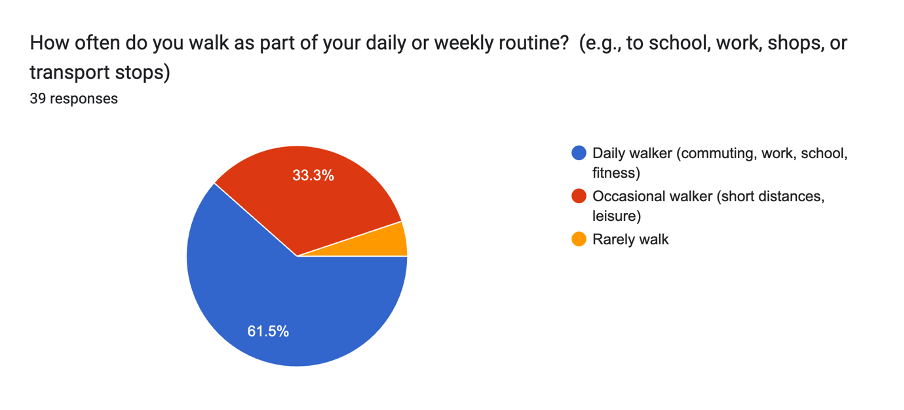 How often do you walk as part of your daily or weekly routine?  (e.g., to school, work, shops, or
transport stops)
39 responses
33.3%
61.5%
Daily walker (commuting, work, school,
fitness)
Occasional walker (short distances,
leisure)
Rarely walk